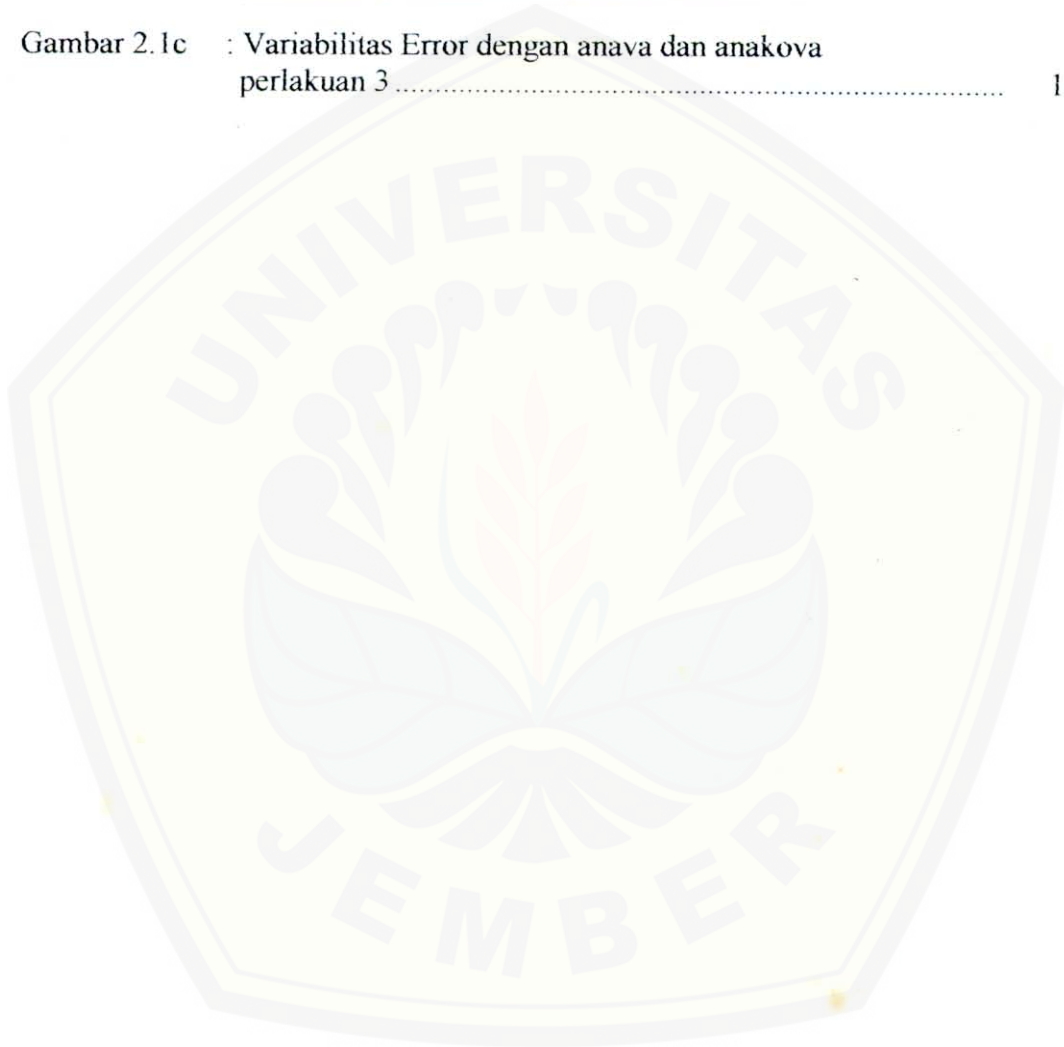 Gambar 2.1c : Variabilitas Error dengan anava dan anakova
perlakuan 3 ........................................................................ 1
UNIVERSITAS
JEMBER